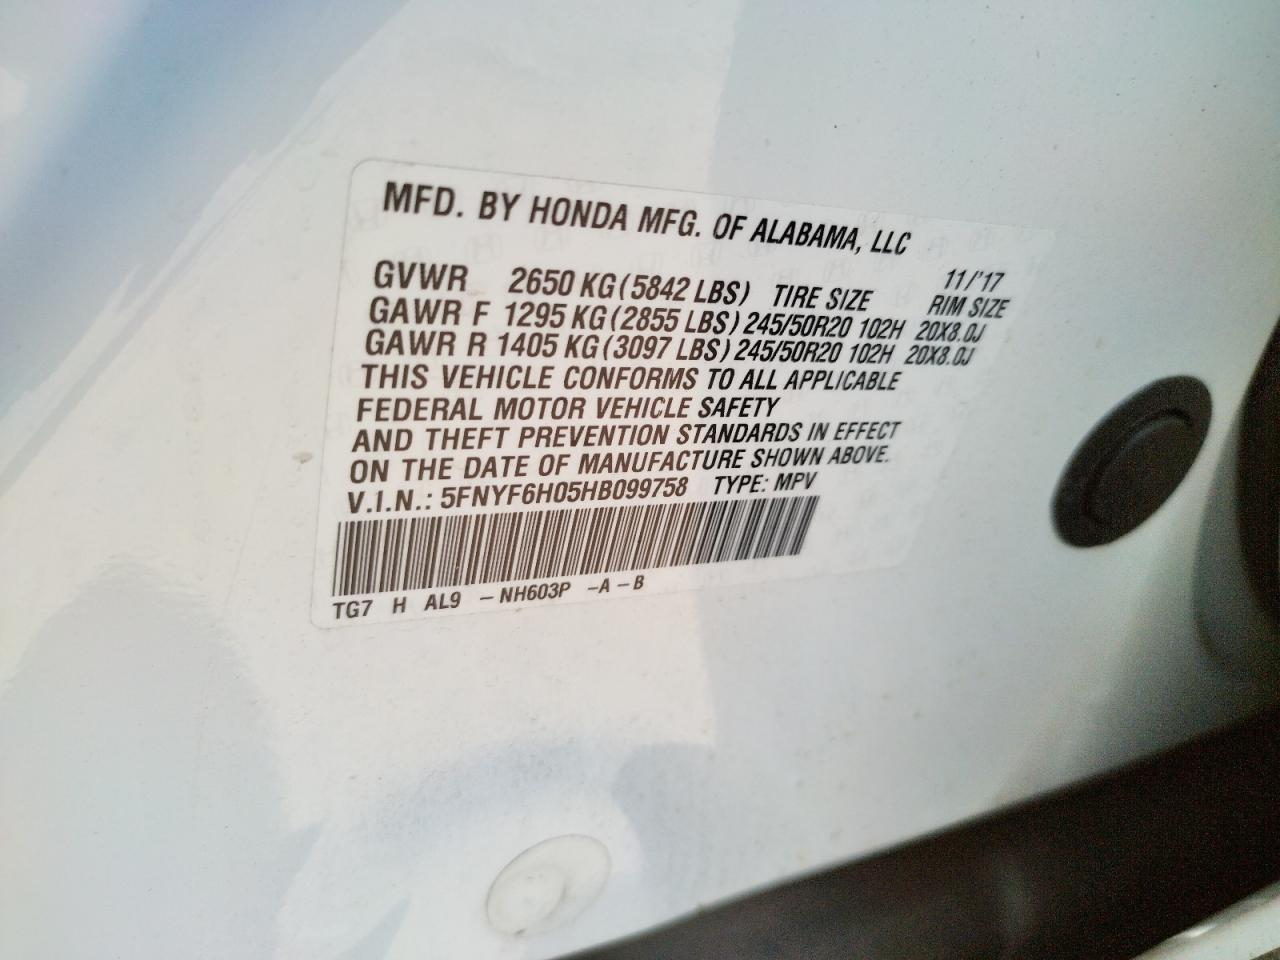 MFD. BY HONDA MFG. OF ALABAMA, LLC
11/'17
GVWR 2650 KG (5842 LBS) TIRE SIZE RIM SIZE
GAWR F 1295 KG (2855 LBS) 245/50R20 102H 20X8.0J
GAWR R 1405 KG (3097 LBS) 245/50R20 102H 20X8.0J
THIS VEHICLE CONFORMS TO ALL APPLICABLE
FEDERAL MOTOR VEHICLE SAFETY
AND THEFT PREVENTION STANDARDS IN EFFECT
ON THE DATE OF MANUFACTURE SHOWN ABOVE.
V.I.N.: 5FNYF6H05HB099758 TYPE: MPV
TG7 H AL9 – NH603P – A – B